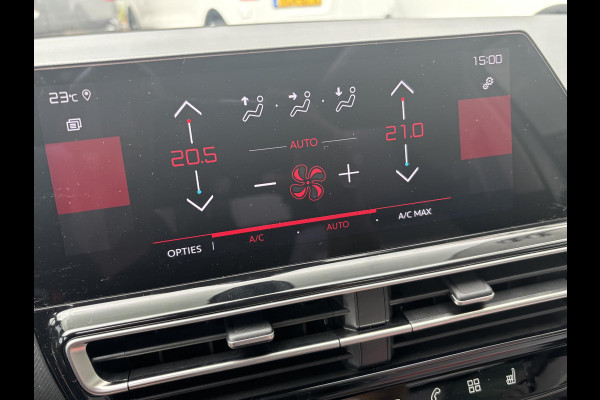 15:00
23°C
AUTO
20.5
21.0
OPTIES A/C AUTO A/C MAX